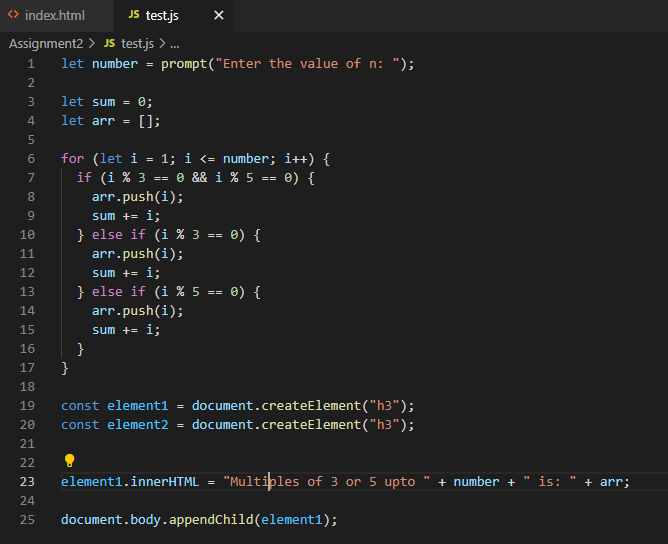 <> index.html JS test.js ×
Assignment2 > JS test.js > ...
1 let number = prompt("Enter the value of n: ");
2
3 let sum = 0;
4 let arr = [];
5
6 for (let i = 1; i <= number; i++) {
7   if (i % 3 == 0 && i % 5 == 0) {
8     arr.push(i);
9     sum += i;
10   } else if (i % 3 == 0) {
11     arr.push(i);
12     sum += i;
13   } else if (i % 5 == 0) {
14     arr.push(i);
15     sum += i;
16   }
17 }
18
19 const element1 = document.createElement("h3");
20 const element2 = document.createElement("h3");
21
22
23 element1.innerHTML = "Multiples of 3 or 5 upto " + number + " is: " + arr;
24
25 document.body.appendChild(element1);